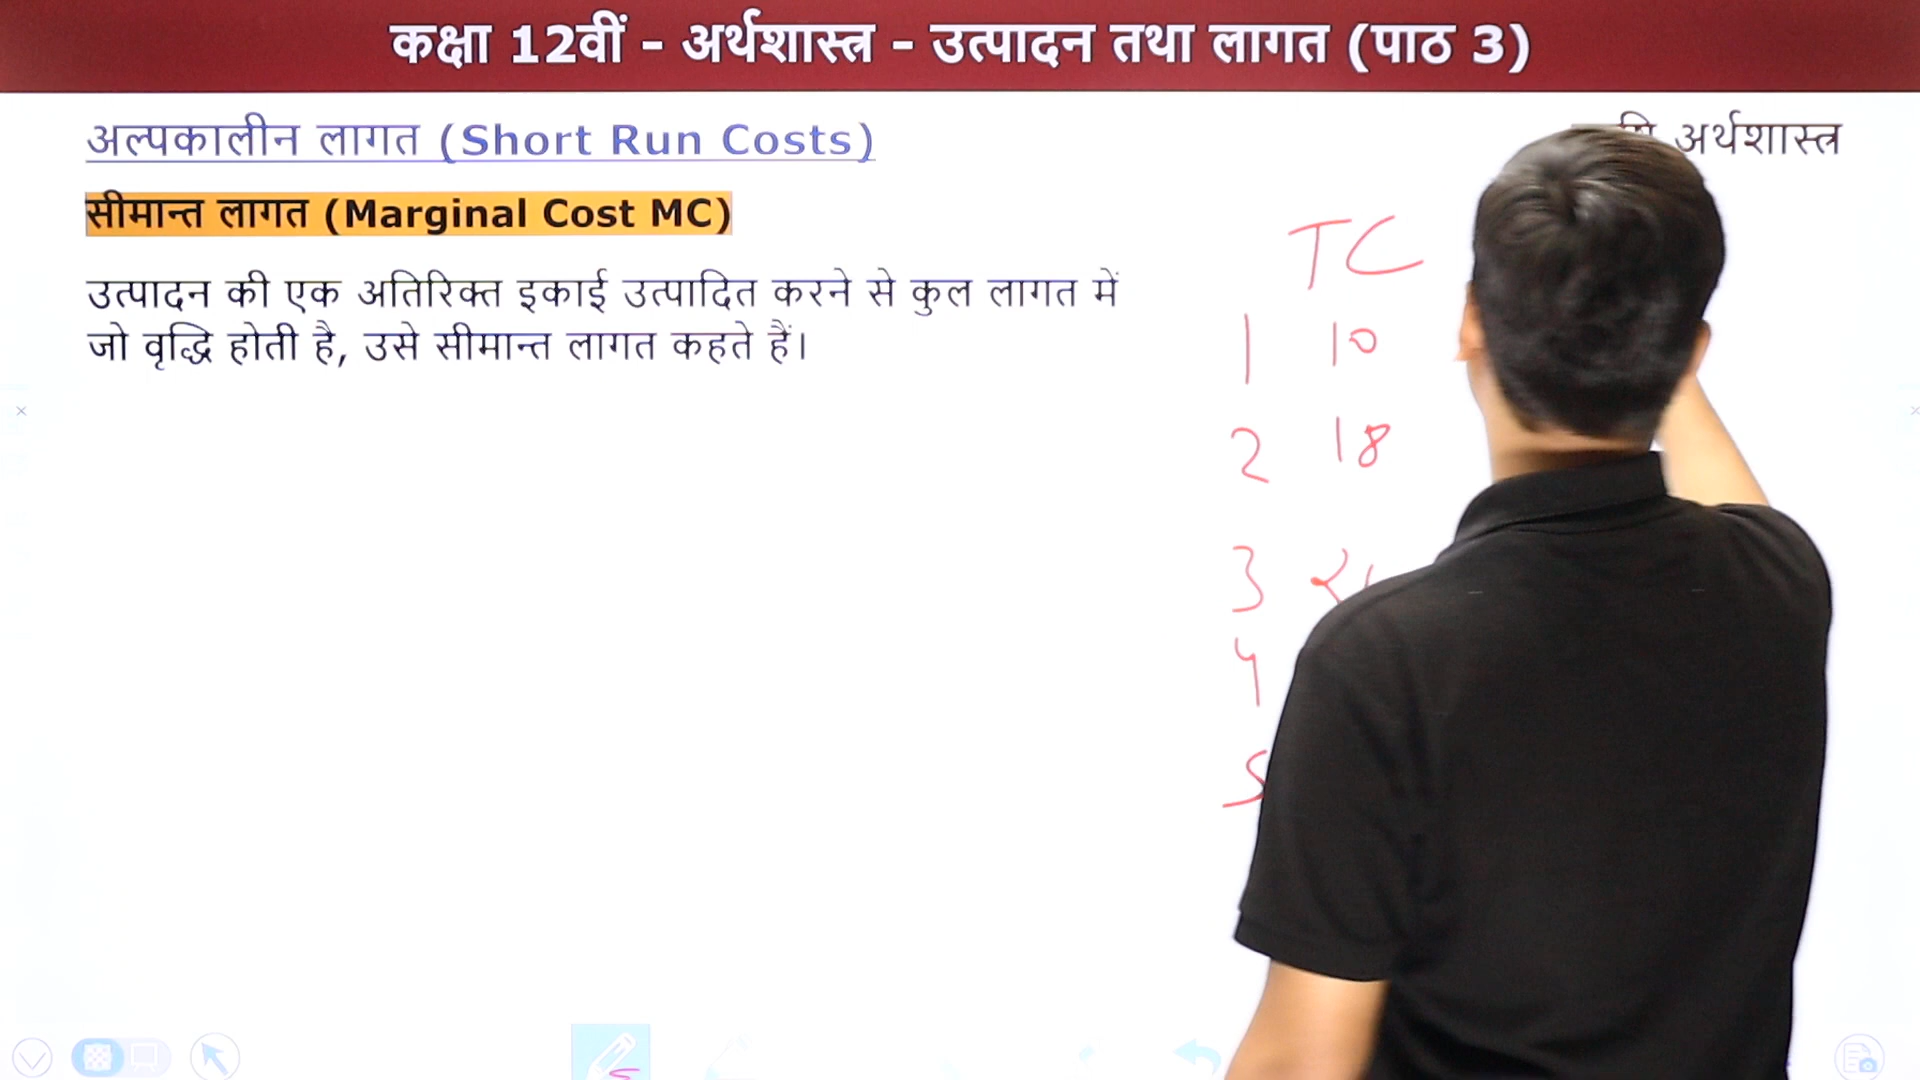 कक्षा 12वीं - अर्थशास्त्र - उत्पादन तथा लागत (पाठ 3)
अल्पकालीन लागत (Short Run Costs)
अर्थशास्त्र
सीमान्त लागत (Marginal Cost MC)
उत्पादन की एक अतिरिक्त इकाई उत्पादित करने से कुल लागत में
जो वृद्धि होती है, उसे सीमान्त लागत कहते हैं।
TC
1 10
2 18
3
4
5